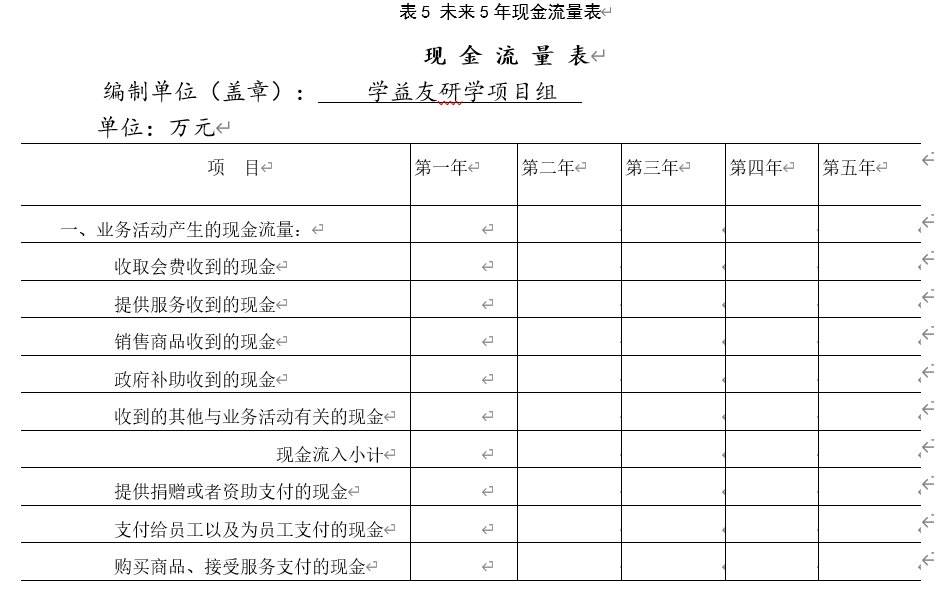 表5 未来5年现金流量表
现 金 流 量 表
编制单位（盖章）： 学益友研学项目组
单位：万元
项 目 第一年 第二年 第三年 第四年 第五年
一、业务活动产生的现金流量：
收取会费收到的现金
提供服务收到的现金
销售商品收到的现金
政府补助收到的现金
收到的其他与业务活动有关的现金
现金流入小计
提供捐赠或者资助支付的现金
支付给员工以及为员工支付的现金
购买商品、接受服务支付的现金